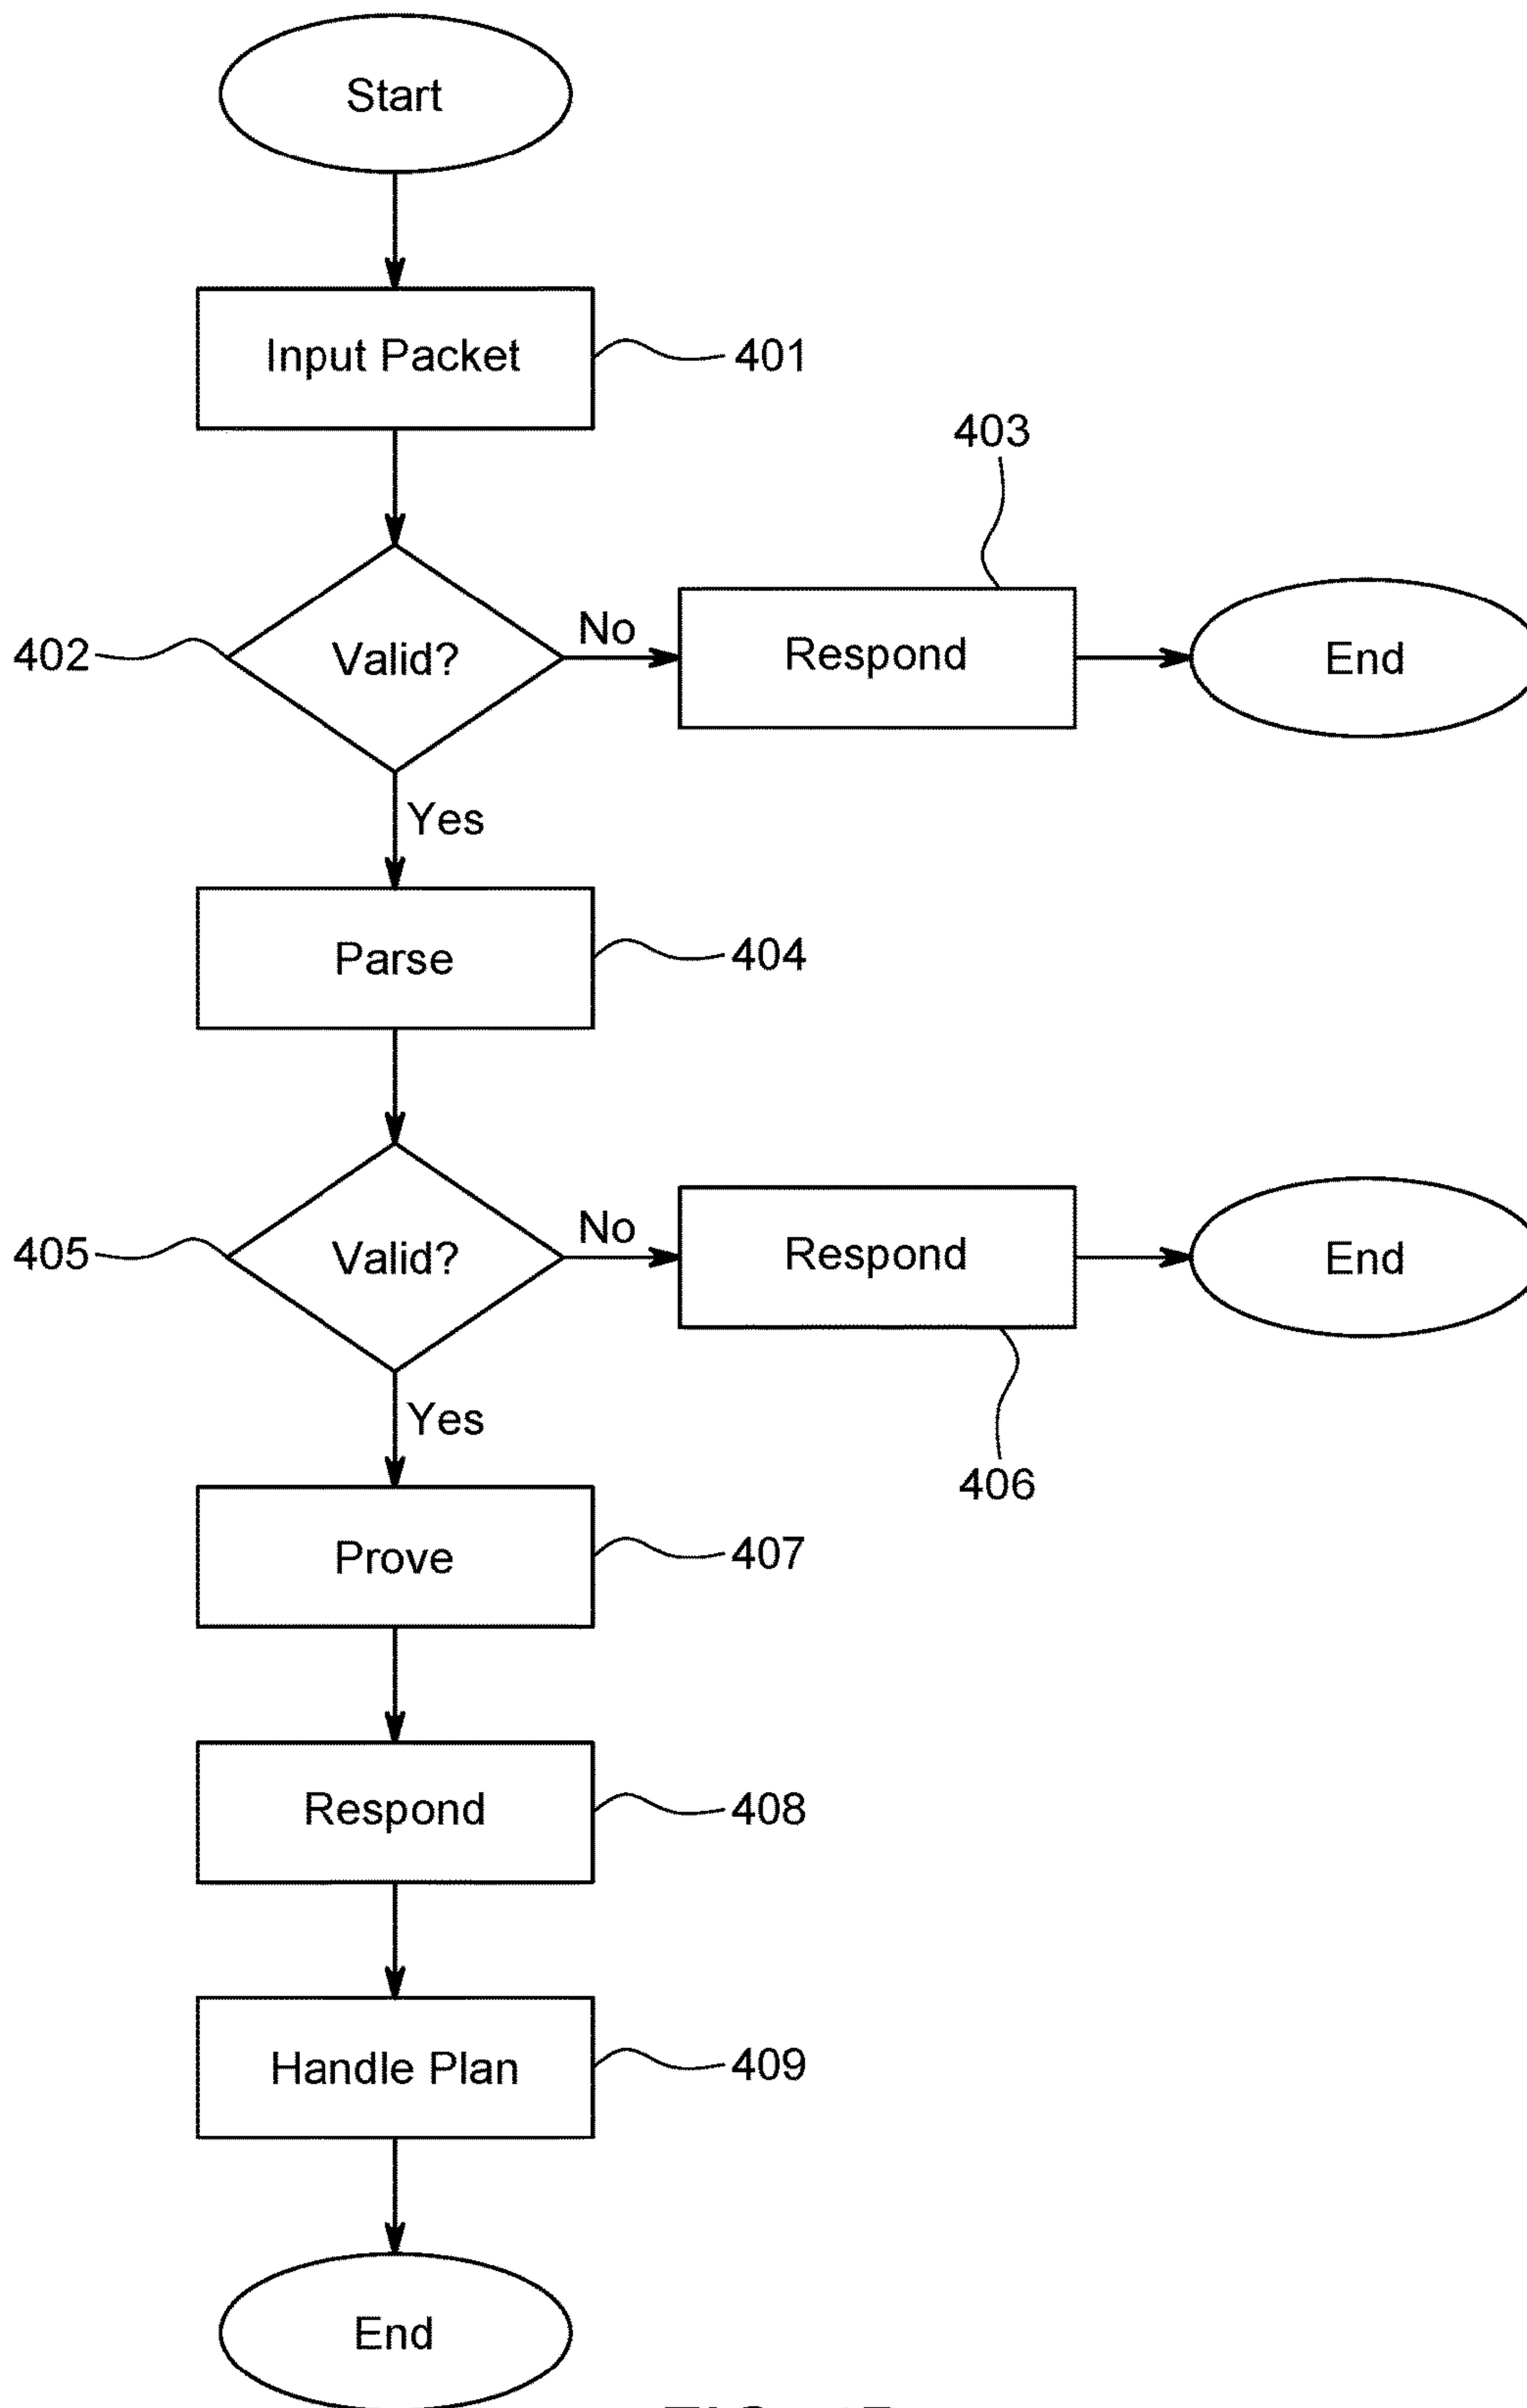 Start
Input Packet
401
403
402
Valid?
No
Respond
End
Yes
Parse
404
405
Valid?
No
Respond
End
Yes
406
Prove
407
Respond
408
Handle Plan
409
End